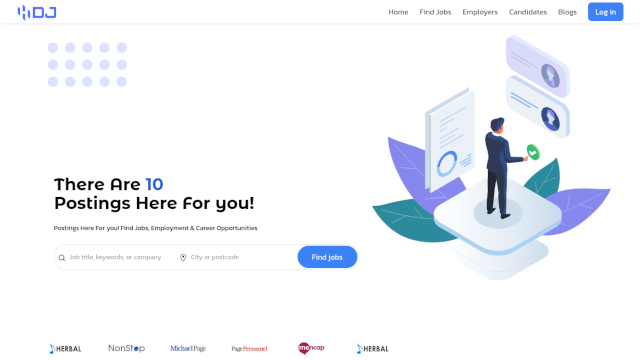 DJ
Home Find Jobs Employers Candidates Blogs Log in
There Are 10
Postings Here For you!
Postings Here For you! Find Jobs, Employment & Career Opportunities
Job title, keywords, or company City or postcode Find Jobs
HERBAL NonStop MichaelPage PagePersonnel mencap HERBAL